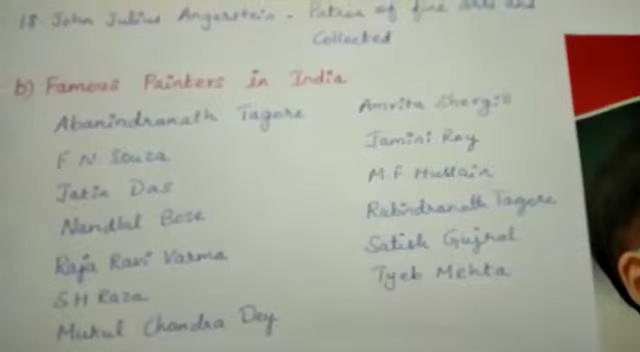 18. John Julius Angerstein - Patron of fine arts and
Collected
b) Famous Painters in India
Abanindranath Tagore
F N Souza
Jatin Das
Nandlal Bose
Raja Ravi Varma
S H Raza
Mukul Chandra Dey
Amrita Shergill
Jamini Roy
M.F Hussain
Rabindranath Tagore
Satish Gujral
Tyeb Mehta